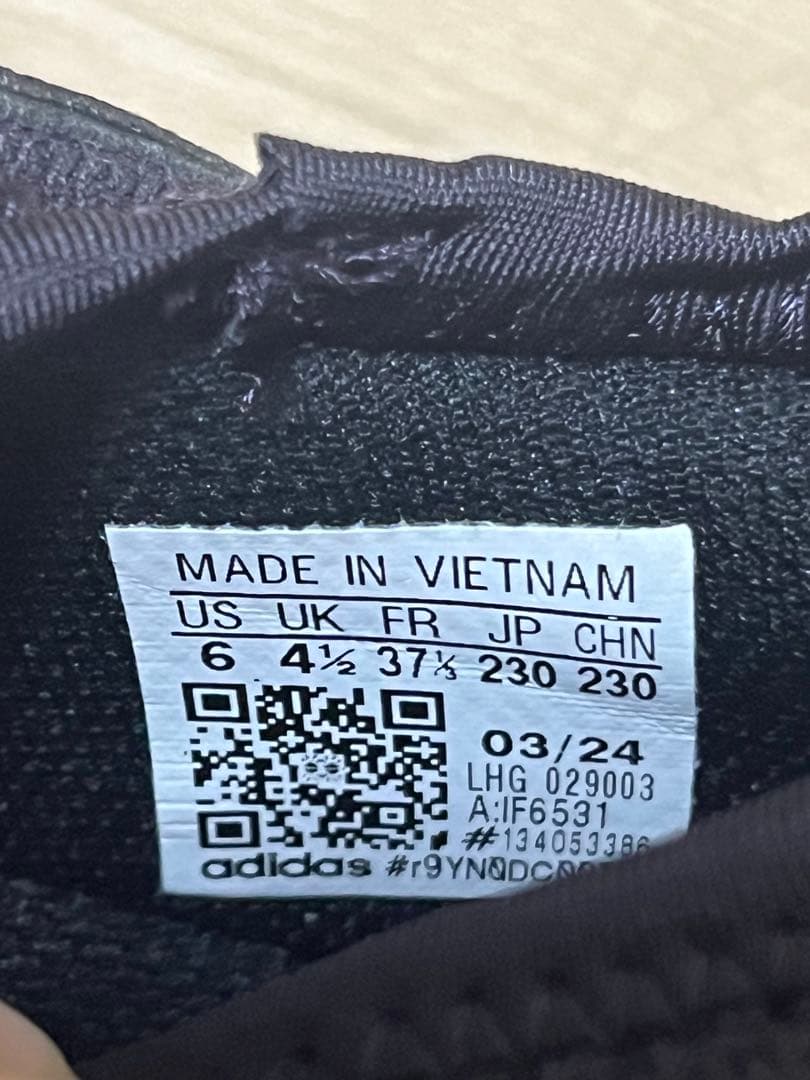 MADE IN VIETNAM
US UK FR JP CHN
6 4½ 37⅓ 230 230
03/24
LHG 029003
A:IF6531
#134053386
adidas